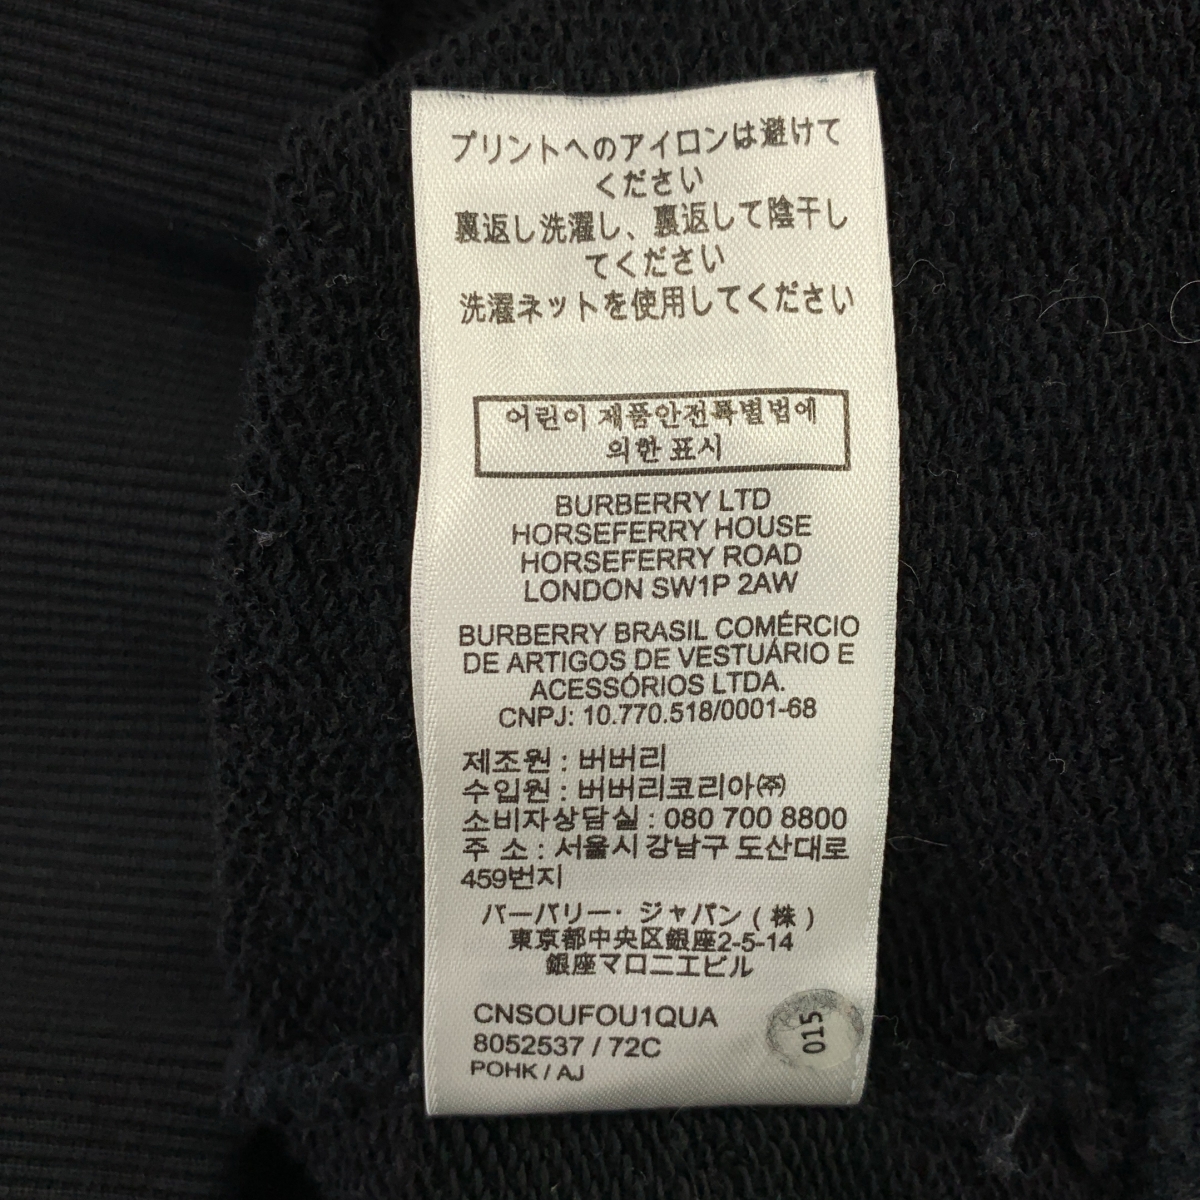 プリントへのアイロンは避けて
ください
裏返し洗濯し、裏返して陰干し
てください
洗濯ネットを使用してください
어린이 제품안전특별법에
의한 표시
BURBERRY LTD
HORSEFERRY HOUSE
HORSEFERRY ROAD
LONDON SW1P 2AW
BURBERRY BRASIL COMÉRCIO
DE ARTIGOS DE VESTUÁRIO E
ACESSÓRIOS LTDA.
CNPJ: 10.770.518/0001-68
제조원 : 버버리
수입원 : 버버리코리아㈜
소비자상담실 : 080 700 8800
주 소 : 서울시 강남구 도산대로
459번지
バーバリー・ジャパン(株)
東京都中央区銀座2-5-14
銀座マロニエビル
CNSOUFOU1QUA
8052537 / 72C
POHK / AJ
015